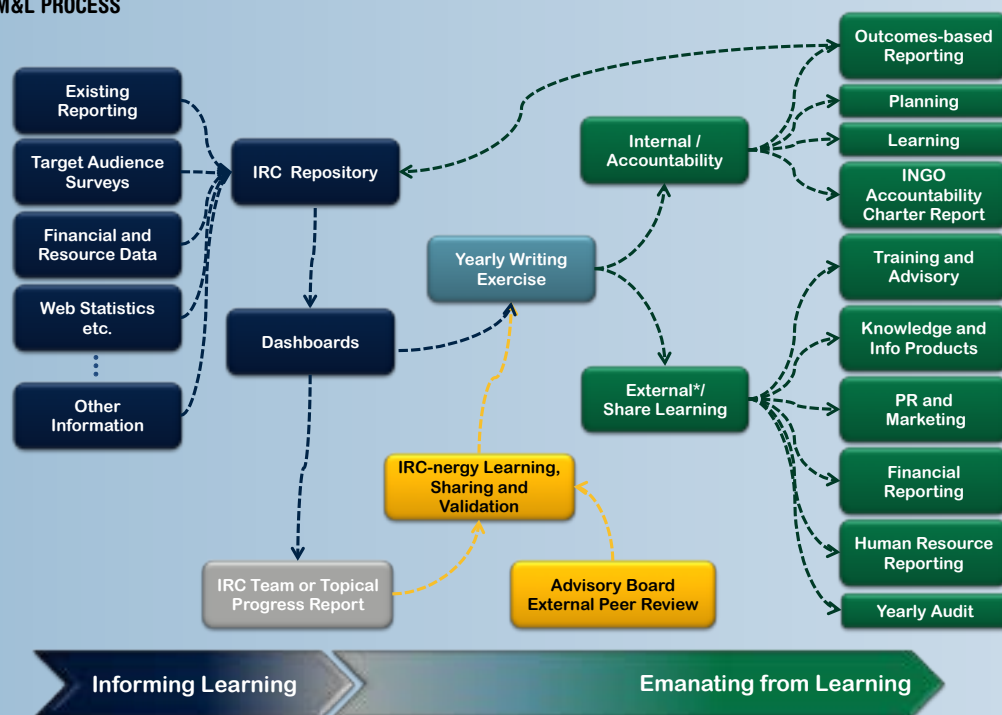 M&L PROCESS
Existing
Reporting
Target Audience
Surveys
Financial and
Resource Data
Web Statistics
etc.
Other
Information
IRC Repository
Dashboards
IRC Team or Topical
Progress Report
Yearly Writing
Exercise
IRC-nergy Learning,
Sharing and
Validation
Advisory Board
External Peer Review
Internal /
Accountability
External*/
Share Learning
Outcomes-based
Reporting
Planning
Learning
INGO
Accountability
Charter Report
Training and
Advisory
Knowledge and
Info Products
PR and
Marketing
Financial
Reporting
Human Resource
Reporting
Yearly Audit
Informing Learning
Emanating from Learning